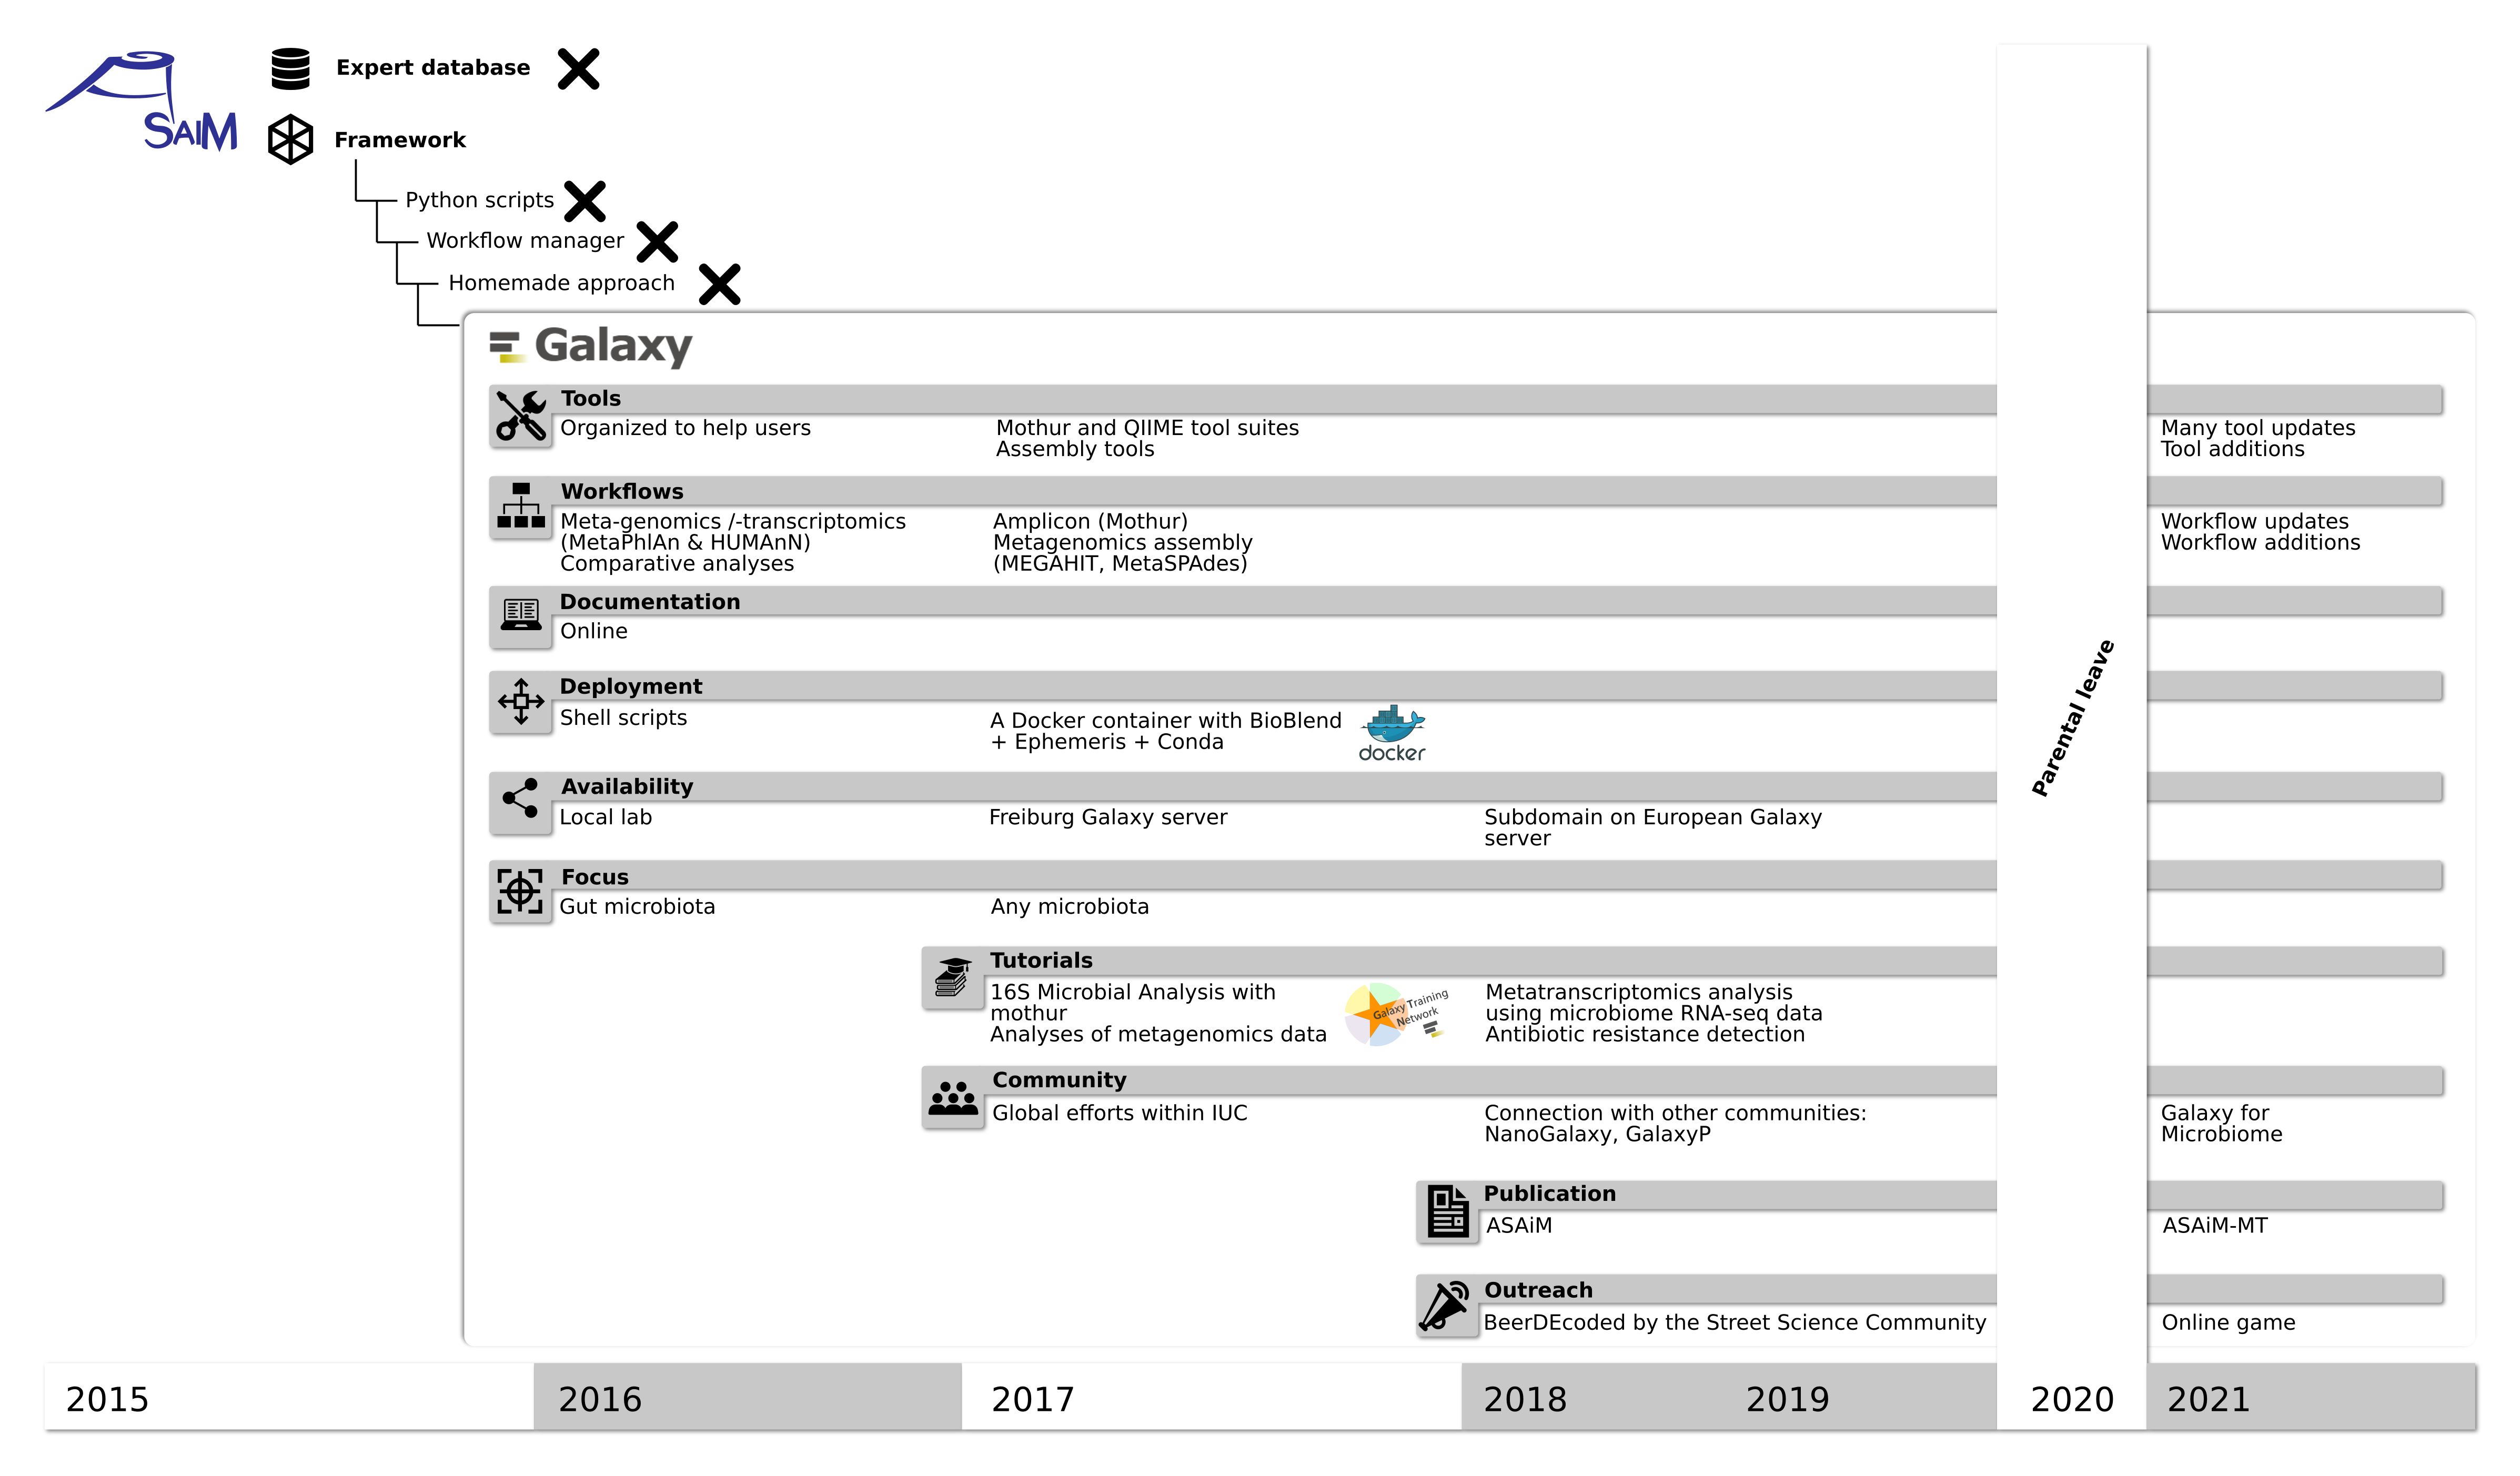 SAIM
Expert database
Framework
Python scripts
Workflow manager
Homemade approach
Galaxy
Tools
Organized to help users
Mothur and QIIME tool suites
Assembly tools
Many tool updates
Tool additions
Workflows
Meta-genomics /-transcriptomics
(MetaPhlAn & HUMAnN)
Comparative analyses
Amplicon (Mothur)
Metagenomics assembly
(MEGAHIT, MetaSPAdes)
Workflow updates
Workflow additions
Documentation
Online
Deployment
Shell scripts
A Docker container with BioBlend
+ Ephemeris + Conda
docker
Availability
Local lab
Freiburg Galaxy server
Subdomain on European Galaxy
server
Focus
Gut microbiota
Any microbiota
Tutorials
16S Microbial Analysis with
mothur
Analyses of metagenomics data
Galaxy Training
Network
Metatranscriptomics analysis
using microbiome RNA-seq data
Antibiotic resistance detection
Community
Global efforts within IUC
Connection with other communities:
NanoGalaxy, GalaxyP
Galaxy for
Microbiome
Publication
ASAiM
ASAiM-MT
Outreach
BeerDEcoded by the Street Science Community
Online game
Parental leave
2015
2016
2017
2018
2019
2020
2021